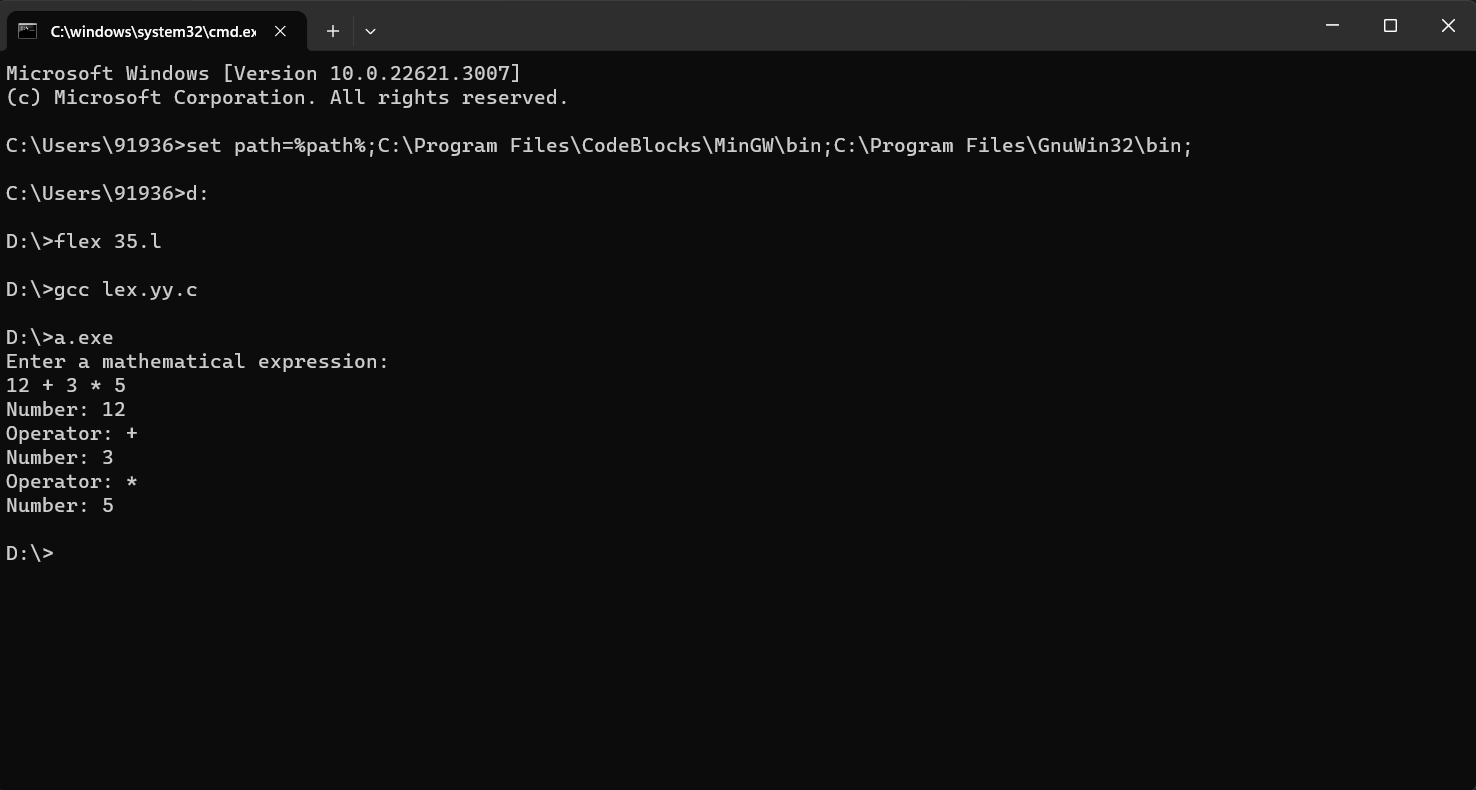 C:\windows\system32\cmd.ex
Microsoft Windows [Version 10.0.22621.3007]
(c) Microsoft Corporation. All rights reserved.
C:\Users\91936>set path=%path%;C:\Program Files\CodeBlocks\MinGW\bin;C:\Program Files\GnuWin32\bin;
C:\Users\91936>d:
D:\>flex 35.l
D:\>gcc lex.yy.c
D:\>a.exe
Enter a mathematical expression:
12 + 3 * 5
Number: 12
Operator: +
Number: 3
Operator: *
Number: 5
D:\>